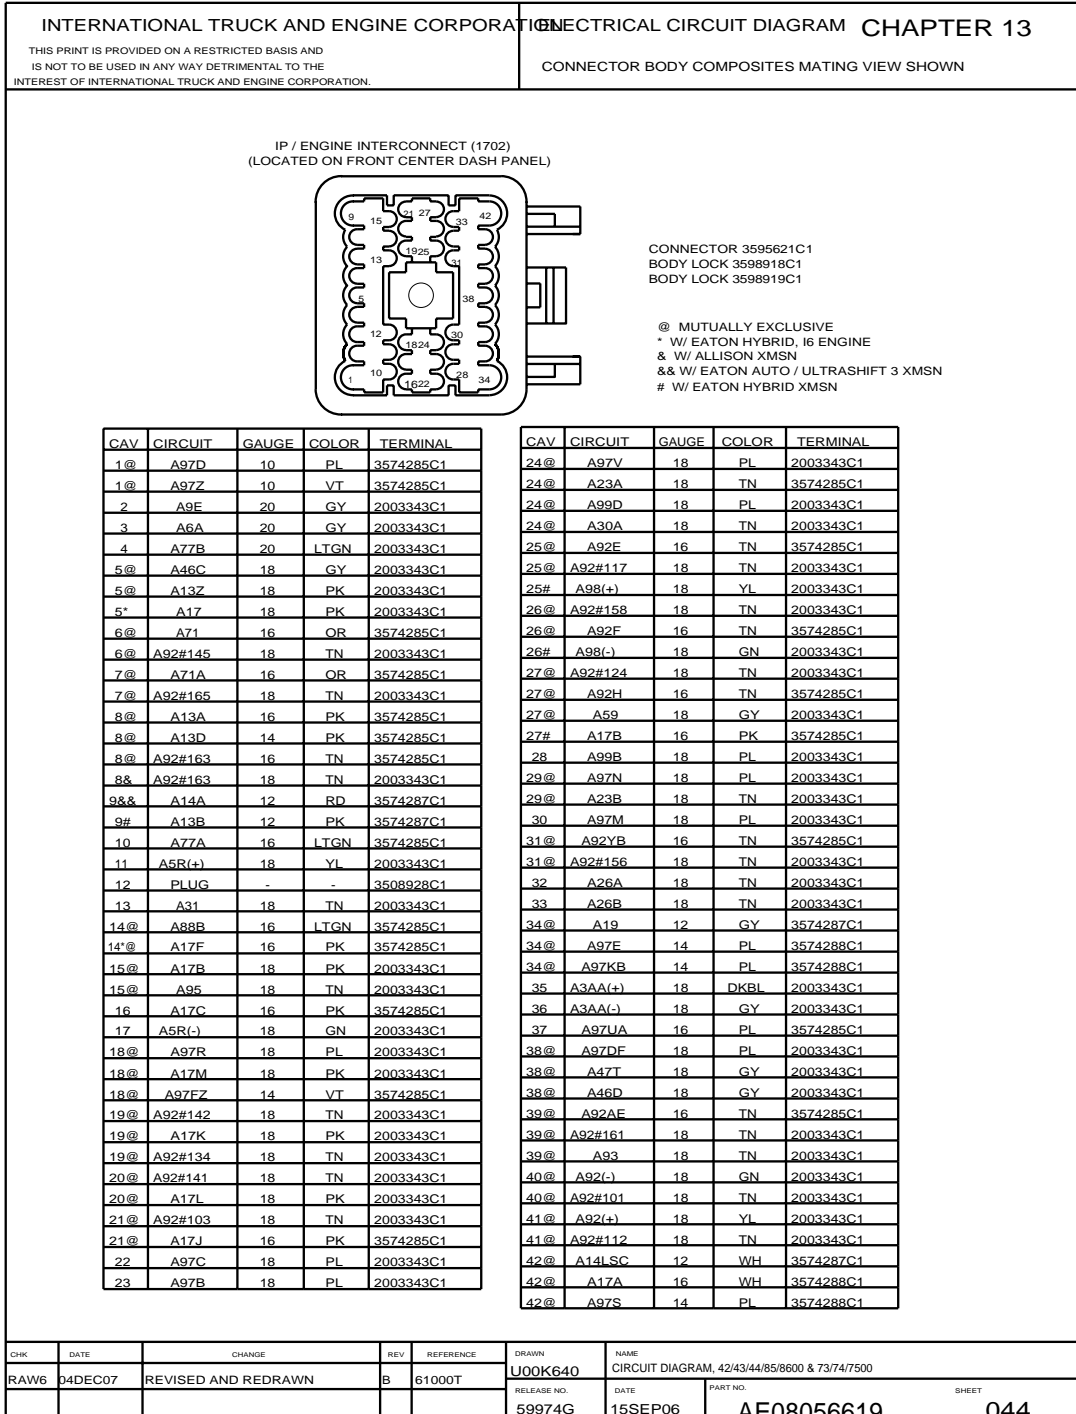 INTERNATIONAL TRUCK AND ENGINE CORPORATION
THIS PRINT IS PROVIDED ON A RESTRICTED BASIS AND
IS NOT TO BE USED IN ANY WAY DETRIMENTAL TO THE
INTEREST OF INTERNATIONAL TRUCK AND ENGINE CORPORATION.
ELECTRICAL CIRCUIT DIAGRAM CHAPTER 13
CONNECTOR BODY COMPOSITES MATING VIEW SHOWN
IP / ENGINE INTERCONNECT (1702)
(LOCATED ON FRONT CENTER DASH PANEL)
9 15 21 27 33 42
13 19 25 31
5 38
12 18 24 30
1 10 16 22 28 34
CONNECTOR 3595621C1
BODY LOCK 3598918C1
BODY LOCK 3598919C1
@ MUTUALLY EXCLUSIVE
* W/ EATON HYBRID, I6 ENGINE
& W/ ALLISON XMSN
&& W/ EATON AUTO / ULTRASHIFT 3 XMSN
# W/ EATON HYBRID XMSN
CAV CIRCUIT GAUGE COLOR TERMINAL
1@ A97D 10 PL 3574285C1
1@ A97Z 10 VT 3574285C1
2 A9E 20 GY 2003343C1
3 A6A 20 GY 2003343C1
4 A77B 20 LTGN 2003343C1
5@ A46C 18 GY 2003343C1
5@ A13Z 18 PK 2003343C1
5* A17 18 PK 2003343C1
6@ A71 16 OR 3574285C1
6@ A92#145 18 TN 2003343C1
7@ A71A 16 OR 3574285C1
7@ A92#165 18 TN 2003343C1
8@ A13A 16 PK 3574285C1
8@ A13D 14 PK 3574285C1
8@ A92#163 16 TN 3574285C1
8& A92#163 18 TN 2003343C1
9&& A14A 12 RD 3574287C1
9# A13B 12 PK 3574287C1
10 A77A 16 LTGN 3574285C1
11 A5R(+) 18 YL 2003343C1
12 PLUG - - 3508928C1
13 A31 18 TN 2003343C1
14@ A88B 16 LTGN 3574285C1
14*@ A17F 16 PK 3574285C1
15@ A17B 18 PK 2003343C1
15@ A95 18 TN 2003343C1
16 A17C 16 PK 3574285C1
17 A5R(-) 18 GN 2003343C1
18@ A97R 18 PL 2003343C1
18@ A17M 18 PK 2003343C1
18@ A97FZ 14 VT 3574285C1
19@ A92#142 18 TN 2003343C1
19@ A17K 18 PK 2003343C1
19@ A92#134 18 TN 2003343C1
20@ A92#141 18 TN 2003343C1
20@ A17L 18 PK 2003343C1
21@ A92#103 18 TN 2003343C1
21@ A17J 16 PK 3574285C1
22 A97C 18 PL 2003343C1
23 A97B 18 PL 2003343C1
CAV CIRCUIT GAUGE COLOR TERMINAL
24@ A97V 18 PL 2003343C1
24@ A23A 18 TN 3574285C1
24@ A99D 18 PL 2003343C1
24@ A30A 18 TN 2003343C1
25@ A92E 16 TN 3574285C1
25@ A92#117 18 TN 2003343C1
25# A98(+) 18 YL 2003343C1
26@ A92#158 18 TN 2003343C1
26@ A92F 16 TN 3574285C1
26# A98(-) 18 GN 2003343C1
27@ A92#124 18 TN 2003343C1
27@ A92H 16 TN 3574285C1
27@ A59 18 GY 2003343C1
27# A17B 16 PK 3574285C1
28 A99B 18 PL 2003343C1
29@ A97N 18 PL 2003343C1
29@ A23B 18 TN 2003343C1
30 A97M 18 PL 2003343C1
31@ A92YB 16 TN 3574285C1
31@ A92#156 18 TN 2003343C1
32 A26A 18 TN 2003343C1
33 A26B 18 TN 2003343C1
34@ A19 12 GY 3574287C1
34@ A97E 14 PL 3574288C1
34@ A97KB 14 PL 3574288C1
35 A3AA(+) 18 DKBL 2003343C1
36 A3AA(-) 18 GY 2003343C1
37 A97UA 16 PL 3574285C1
38@ A97DF 18 PL 2003343C1
38@ A47T 18 GY 2003343C1
38@ A46D 18 GY 2003343C1
39@ A92AE 16 TN 3574285C1
39@ A92#161 18 TN 2003343C1
39@ A93 18 TN 2003343C1
40@ A92(-) 18 GN 2003343C1
40@ A92#101 18 TN 2003343C1
41@ A92(+) 18 YL 2003343C1
41@ A92#112 18 TN 2003343C1
42@ A14LSC 12 WH 3574287C1
42@ A17A 16 WH 3574288C1
42@ A97S 14 PL 3574288C1
CHK DATE CHANGE REV REFERENCE
RAW6 04DEC07 REVISED AND REDRAWN B 61000T
DRAWN
U00K640
NAME
CIRCUIT DIAGRAM, 42/43/44/85/8600 & 73/74/7500
RELEASE NO. DATE PART NO. SHEET
59974G 15SEP06 AE08056619 044